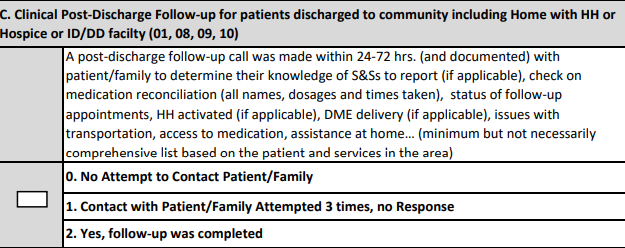 C. Clinical Post-Discharge Follow-up for patients discharged to community including Home with HH or
Hospice or ID/DD facilty (01, 08, 09, 10)
A post-discharge follow-up call was made within 24-72 hrs. (and documented) with
patient/family to determine their knowledge of S&Ss to report (if applicable), check on
medication reconciliation (all names, dosages and times taken),  status of follow-up
appointments, HH activated (if applicable), DME delivery (if applicable), issues with
transportation, access to medication, assistance at home... (minimum but not necessarily
comprehensive list based on the patient and services in the area)
0. No Attempt to Contact Patient/Family
1. Contact with Patient/Family Attempted 3 times, no Response
2. Yes, follow-up was completed